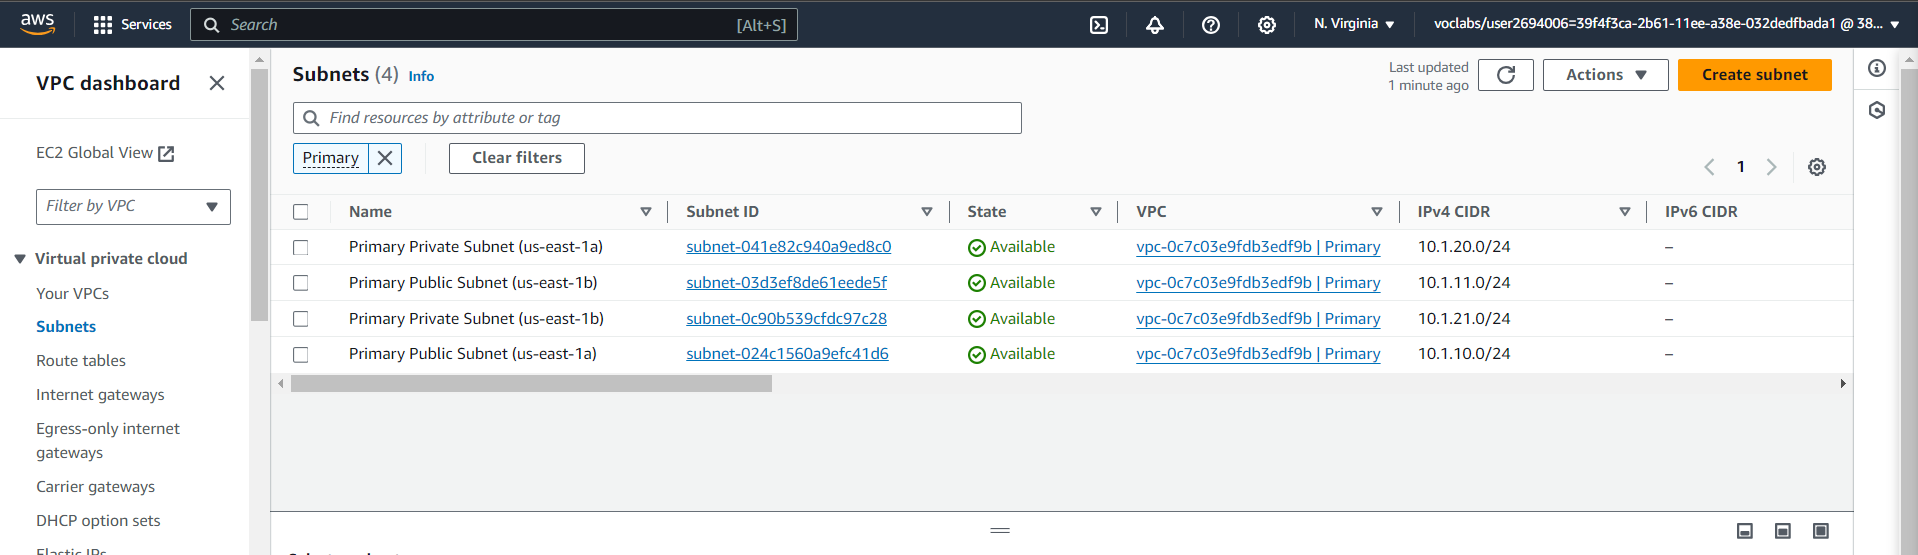 aws
Services
Search
[Alt+S]
N. Virginia
voclabs/user2694006=39f4f3ca-2b61-11ee-a38e-032dedfbada1 @ 38...
VPC dashboard
EC2 Global View
Filter by VPC
Virtual private cloud
Your VPCs
Subnets
Route tables
Internet gateways
Egress-only internet
gateways
Carrier gateways
DHCP option sets
Elastic IPs
Subnets (4) Info
Last updated
1 minute ago
Actions
Create subnet
Find resources by attribute or tag
Primary
Clear filters
1
Name Subnet ID State VPC IPv4 CIDR IPv6 CIDR
Primary Private Subnet (us-east-1a) subnet-041e82c940a9ed8c0 Available vpc-0c7c03e9fdb3edf9b | Primary 10.1.20.0/24 –
Primary Public Subnet (us-east-1b) subnet-03d3ef8de61eede5f Available vpc-0c7c03e9fdb3edf9b | Primary 10.1.11.0/24 –
Primary Private Subnet (us-east-1b) subnet-0c90b539cfdc97c28 Available vpc-0c7c03e9fdb3edf9b | Primary 10.1.21.0/24 –
Primary Public Subnet (us-east-1a) subnet-024c1560a9efc41d6 Available vpc-0c7c03e9fdb3edf9b | Primary 10.1.10.0/24 –